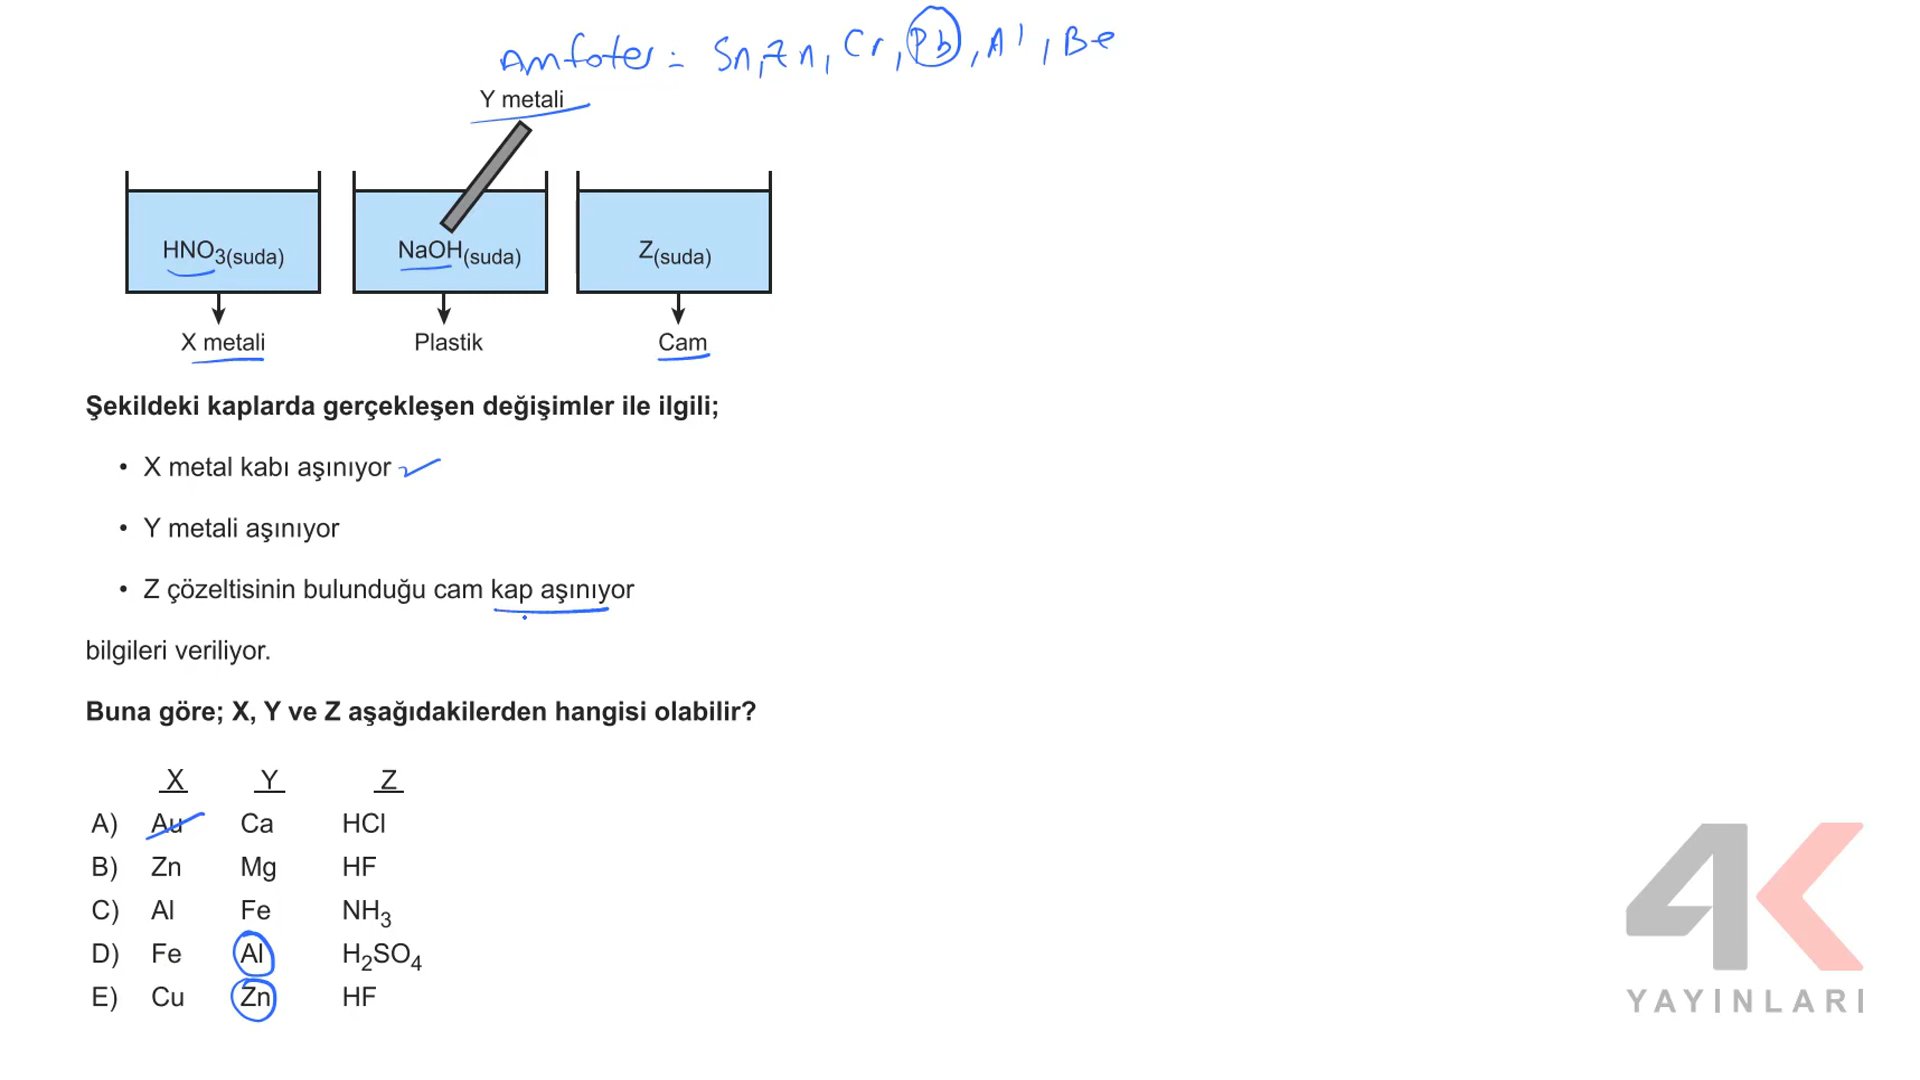 Amfoter = Sn, Zn, Cr, Pb, Al, Be
Y metali
HNO3(suda) NaOH(suda) Z(suda)
X metali Plastik Cam
Şekildeki kaplarda gerçekleşen değişimler ile ilgili;
• X metal kabı aşınıyor
• Y metali aşınıyor
• Z çözeltisinin bulunduğu cam kap aşınıyor
bilgileri veriliyor.
Buna göre; X, Y ve Z aşağıdakilerden hangisi olabilir?
X Y Z
A) Au Ca HCl
B) Zn Mg HF
C) Al Fe NH3
D) Fe Al H2SO4
E) Cu Zn HF
4K
YAYINLARI